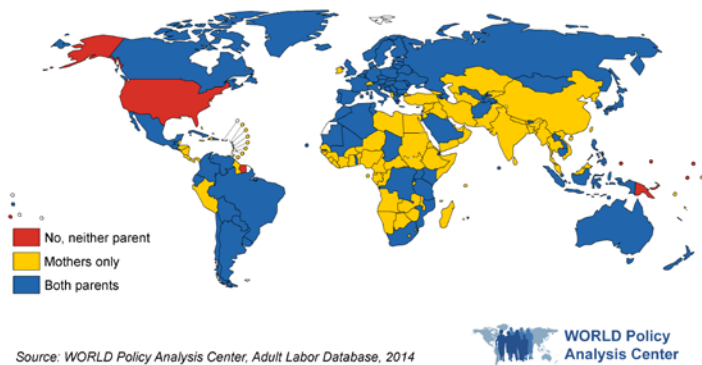 No, neither parent
Mothers only
Both parents
Source: WORLD Policy Analysis Center, Adult Labor Database, 2014
WORLD Policy
Analysis Center